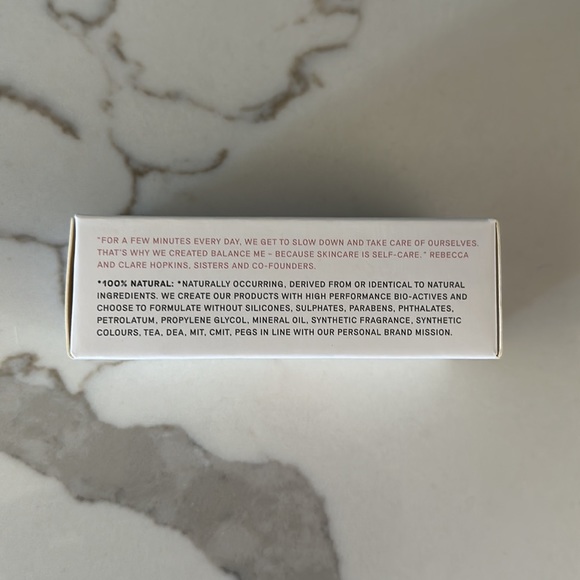 "FOR A FEW MINUTES EVERY DAY, WE GET TO SLOW DOWN AND TAKE CARE OF OURSELVES.
THAT'S WHY WE CREATED BALANCE ME – BECAUSE SKINCARE IS SELF-CARE." REBECCA
AND CLARE HOPKINS, SISTERS AND CO-FOUNDERS.
*100% NATURAL: *NATURALLY OCCURRING, DERIVED FROM OR IDENTICAL TO NATURAL
INGREDIENTS. WE CREATE OUR PRODUCTS WITH HIGH PERFORMANCE BIO-ACTIVES AND
CHOOSE TO FORMULATE WITHOUT SILICONES, SULPHATES, PARABENS, PHTHALATES,
PETROLATUM, PROPYLENE GLYCOL, MINERAL OIL, SYNTHETIC FRAGRANCE, SYNTHETIC
COLOURS, TEA, DEA, MIT, CMIT, PEGS IN LINE WITH OUR PERSONAL BRAND MISSION.